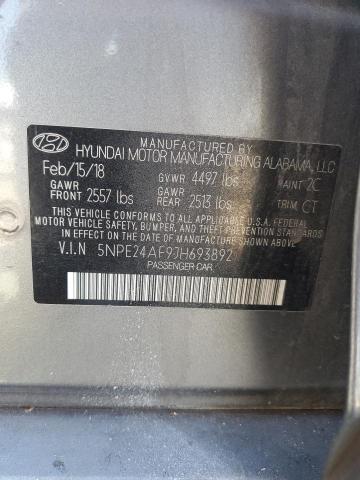 MANUFACTURED BY
HYUNDAI MOTOR MANUFACTURING ALABAMA, LLC
Feb/15/18 GVWR 4497 lbs PAINT 2C
GAWR FRONT 2557 lbs GAWR REAR 2513 lbs TRIM CT
THIS VEHICLE CONFORMS TO ALL APPLICABLE U.S.A. FEDERAL
MOTOR VEHICLE SAFETY, BUMPER, AND THEFT PREVENTION STANDARDS
IN EFFECT ON THE DATE OF MANUFACTURE SHOWN ABOVE.
V.I.N 5NPE24AF9JH693892
PASSENGER CAR